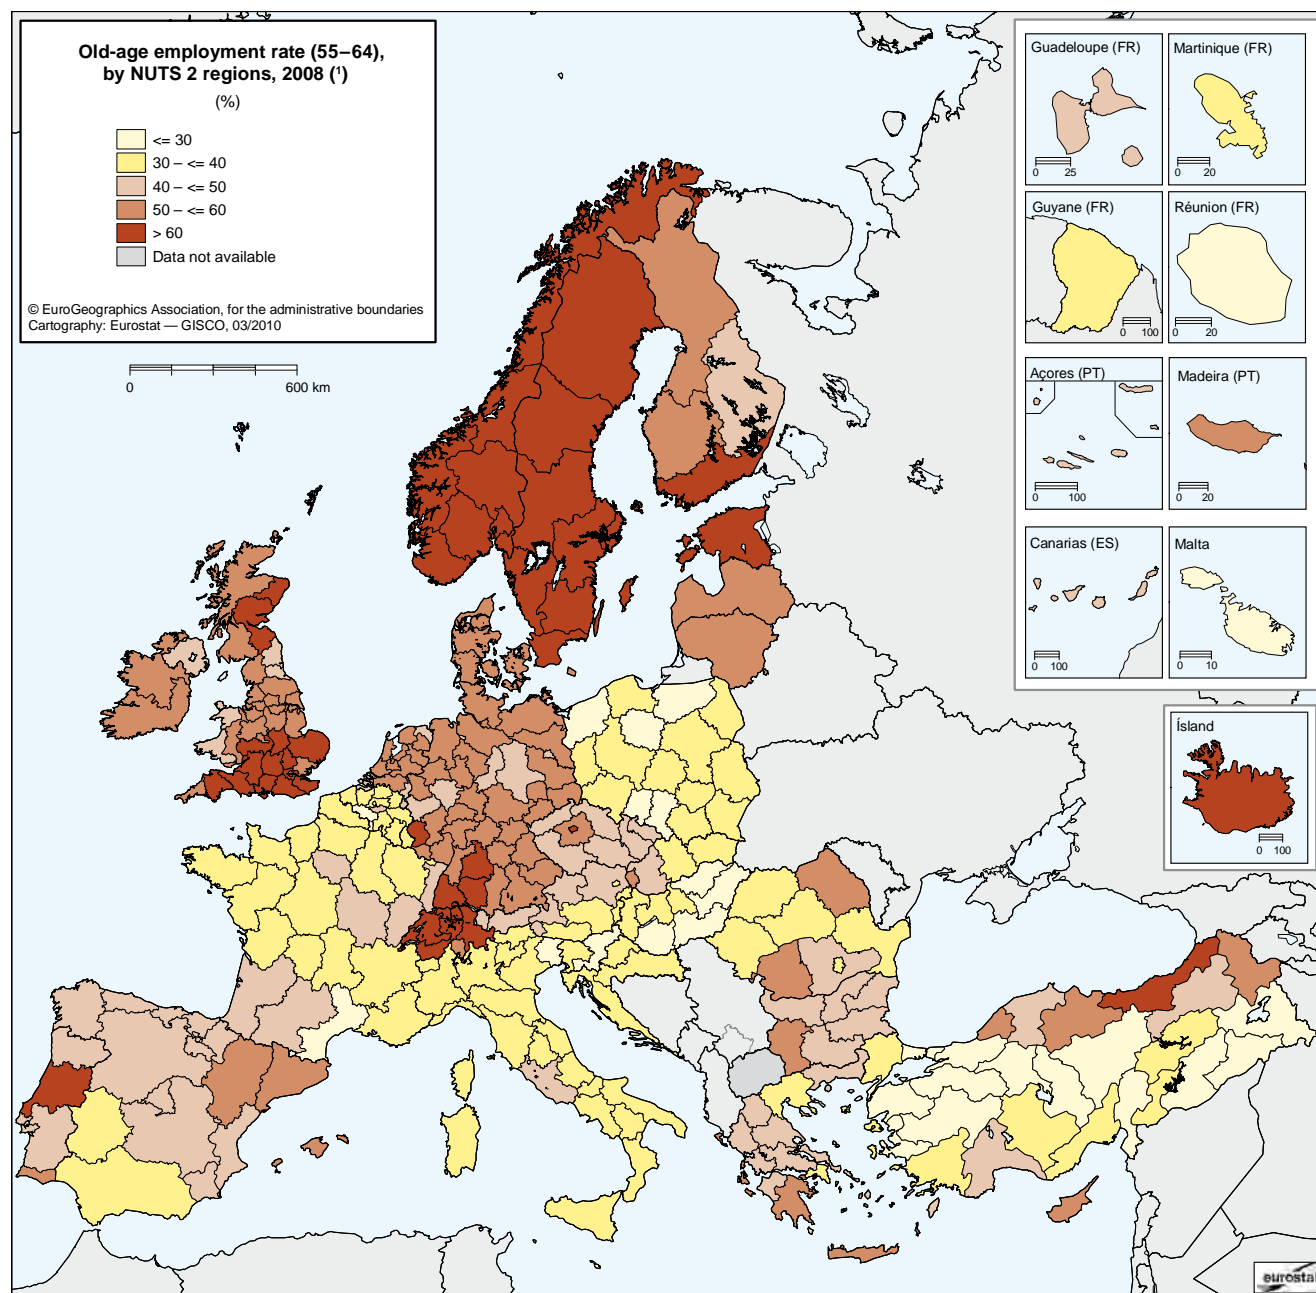 Old-age employment rate (55–64),
by NUTS 2 regions, 2008 (¹)
(%)
<= 30
30 – <= 40
40 – <= 50
50 – <= 60
> 60
Data not available
© EuroGeographics Association, for the administrative boundaries
Cartography: Eurostat — GISCO, 03/2010
0 600 km
Guadeloupe (FR)
0 25
Martinique (FR)
0 20
Guyane (FR)
0 100
Réunion (FR)
0 20
Açores (PT)
0 100
Madeira (PT)
0 20
Canarias (ES)
0 100
Malta
0 10
Ísland
0 100
eurosta